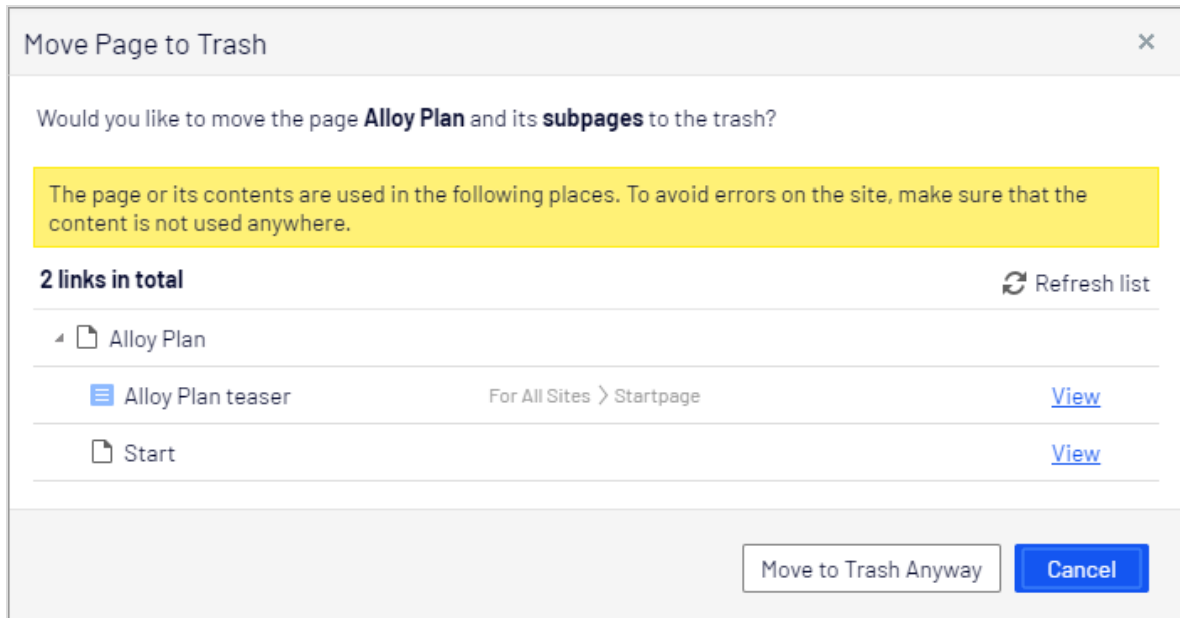 Move Page to Trash
Would you like to move the page Alloy Plan and its subpages to the trash?
The page or its contents are used in the following places. To avoid errors on the site, make sure that the
content is not used anywhere.
2 links in total Refresh list
Alloy Plan
Alloy Plan teaser For All Sites > Startpage View
Start View
Move to Trash Anyway Cancel